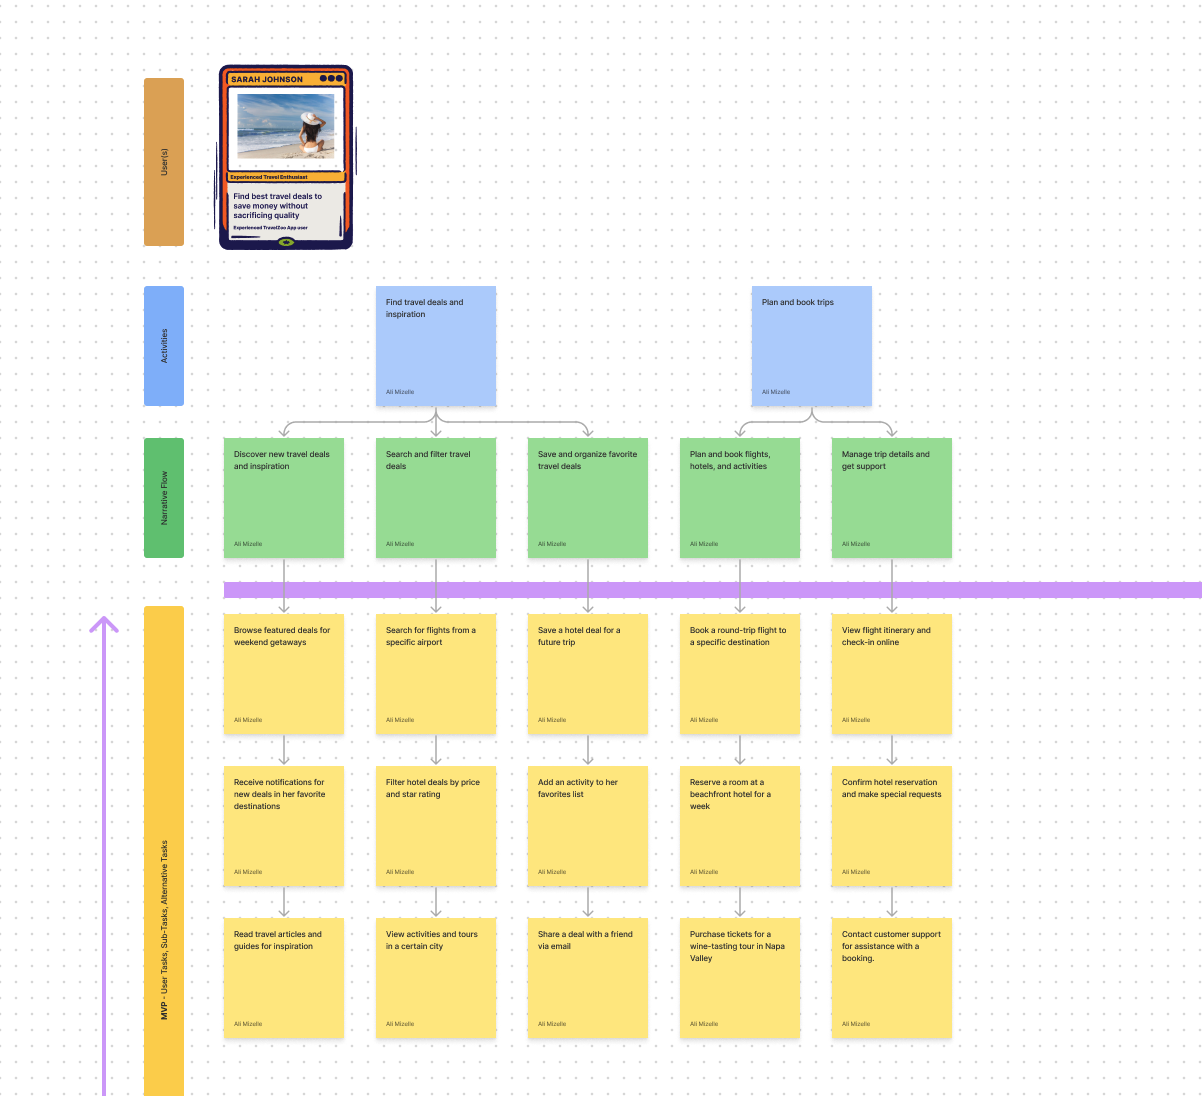 User(s)
SARAH JOHNSON
Experienced Travel Enthusiast
Find best travel deals to
save money without
sacrificing quality
Experienced TravelZoo App user
Activities
Find travel deals and
inspiration
Ali Mizelle
Plan and book trips
Ali Mizelle
Narrative Flow
Discover new travel deals
and inspiration
Ali Mizelle
Search and filter travel
deals
Ali Mizelle
Save and organize favorite
travel deals
Ali Mizelle
Plan and book flights,
hotels, and activities
Ali Mizelle
Manage trip details and
get support
Ali Mizelle
MVP - User Tasks, Sub-Tasks, Alternative Tasks
Browse featured deals for
weekend getaways
Ali Mizelle
Search for flights from a
specific airport
Ali Mizelle
Save a hotel deal for a
future trip
Ali Mizelle
Book a round-trip flight to
a specific destination
Ali Mizelle
View flight itinerary and
check-in online
Ali Mizelle
Receive notifications for
new deals in her favorite
destinations
Ali Mizelle
Filter hotel deals by price
and star rating
Ali Mizelle
Add an activity to her
favorites list
Ali Mizelle
Reserve a room at a
beachfront hotel for a
week
Ali Mizelle
Confirm hotel reservation
and make special requests
Ali Mizelle
Read travel articles and
guides for inspiration
Ali Mizelle
View activities and tours
in a certain city
Ali Mizelle
Share a deal with a friend
via email
Ali Mizelle
Purchase tickets for a
wine-tasting tour in Napa
Valley
Ali Mizelle
Contact customer support
for assistance with a
booking.
Ali Mizelle